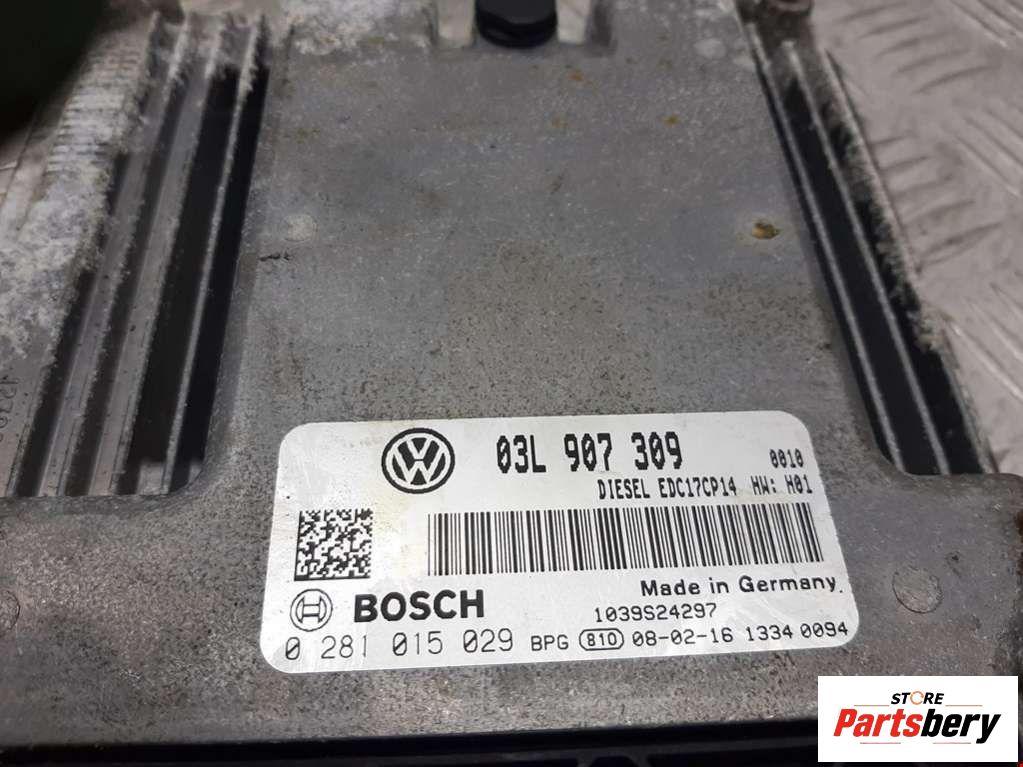 03L 907 309 0010
DIESEL EDC17CP14 HW: H01
Made in Germany.
BOSCH 1039S24297
0 281 015 029 BPG 810 08-02-16 1334 0094
STORE
Partsbery